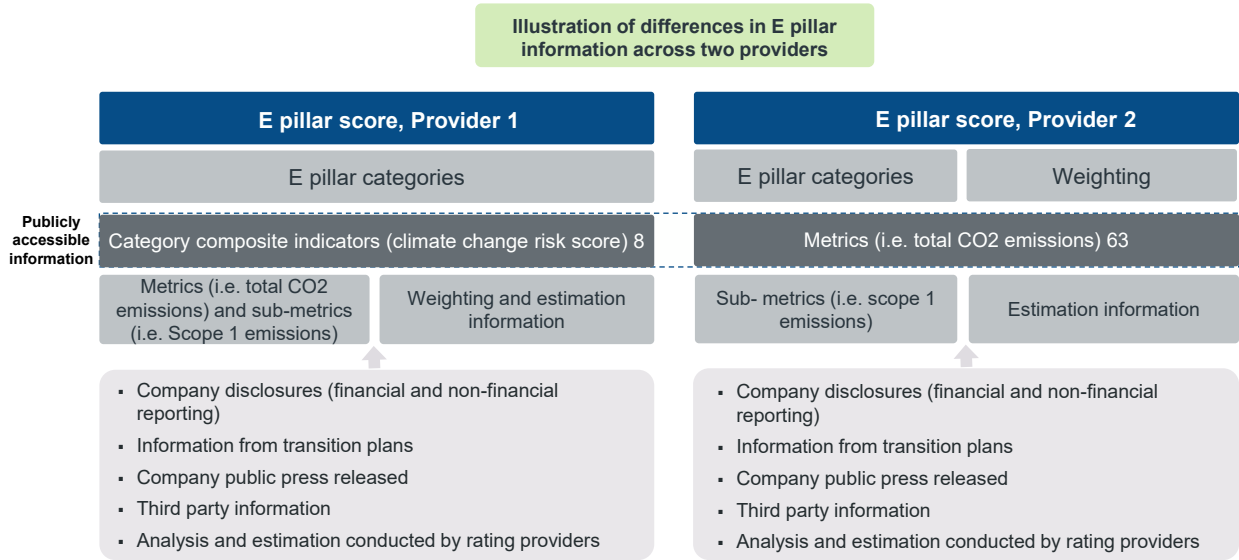 Illustration of differences in E pillar
information across two providers
E pillar score, Provider 1
E pillar categories
Publicly
accessible
information
Category composite indicators (climate change risk score) 8
Metrics (i.e. total CO2
emissions) and sub-metrics
(i.e. Scope 1 emissions)
Weighting and estimation
information
▪ Company disclosures (financial and non-financial
reporting)
▪ Information from transition plans
▪ Company public press released
▪ Third party information
▪ Analysis and estimation conducted by rating providers
E pillar score, Provider 2
E pillar categories
Weighting
Metrics (i.e. total CO2 emissions) 63
Sub- metrics (i.e. scope 1
emissions)
Estimation information
▪ Company disclosures (financial and non-financial
reporting)
▪ Information from transition plans
▪ Company public press released
▪ Third party information
▪ Analysis and estimation conducted by rating providers